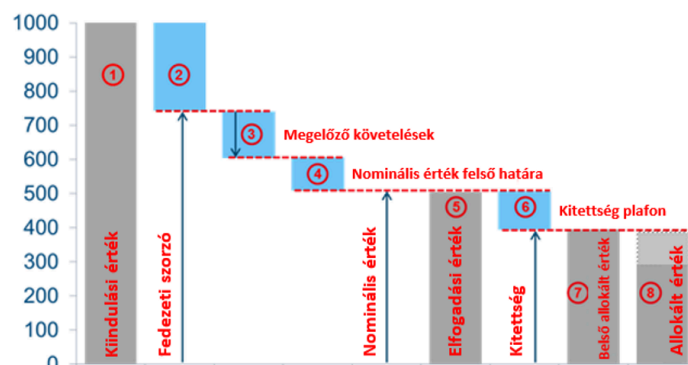 1000
900
800
700
600
500
400
300
200
100
0
1
2
3
4
5
6
7
8
Megelőző követelések
Nominális érték felső határa
Kitettség plafon
Kiindulási érték
Fedezeti szorzó
Nominális érték
Elfogadási érték
Kitettség
Belső allokált érték
Allokált érték